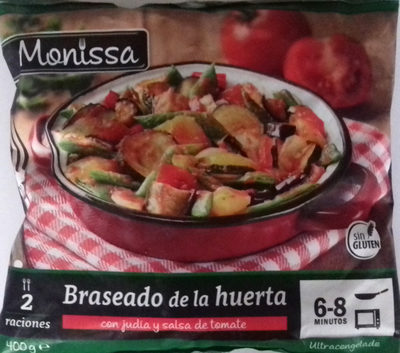 Monissa
sin
GLUTEN
2
raciones
Braseado de la huerta
con judía y salsa de tomate
6-8
MINUTOS
400g e
Ultracongelado